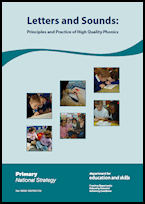 Letters and Sounds:
Principles and Practice of High Quality Phonics
Primary
National Strategy
department for
education and skills